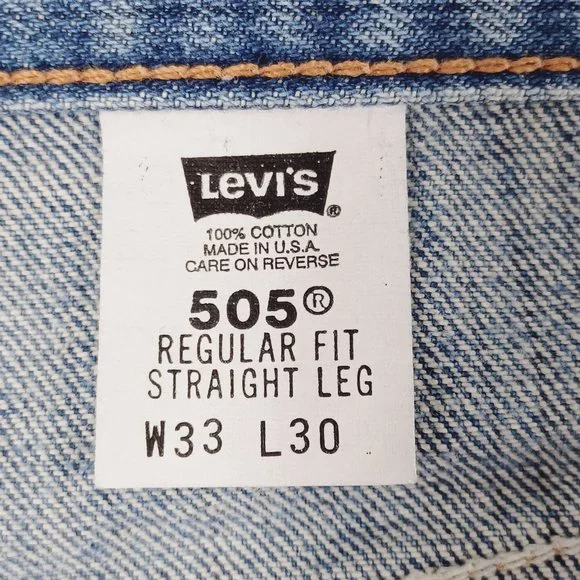 Levi's®
100% COTTON
MADE IN U.S.A.
CARE ON REVERSE
505®
REGULAR FIT
STRAIGHT LEG
W33 L30